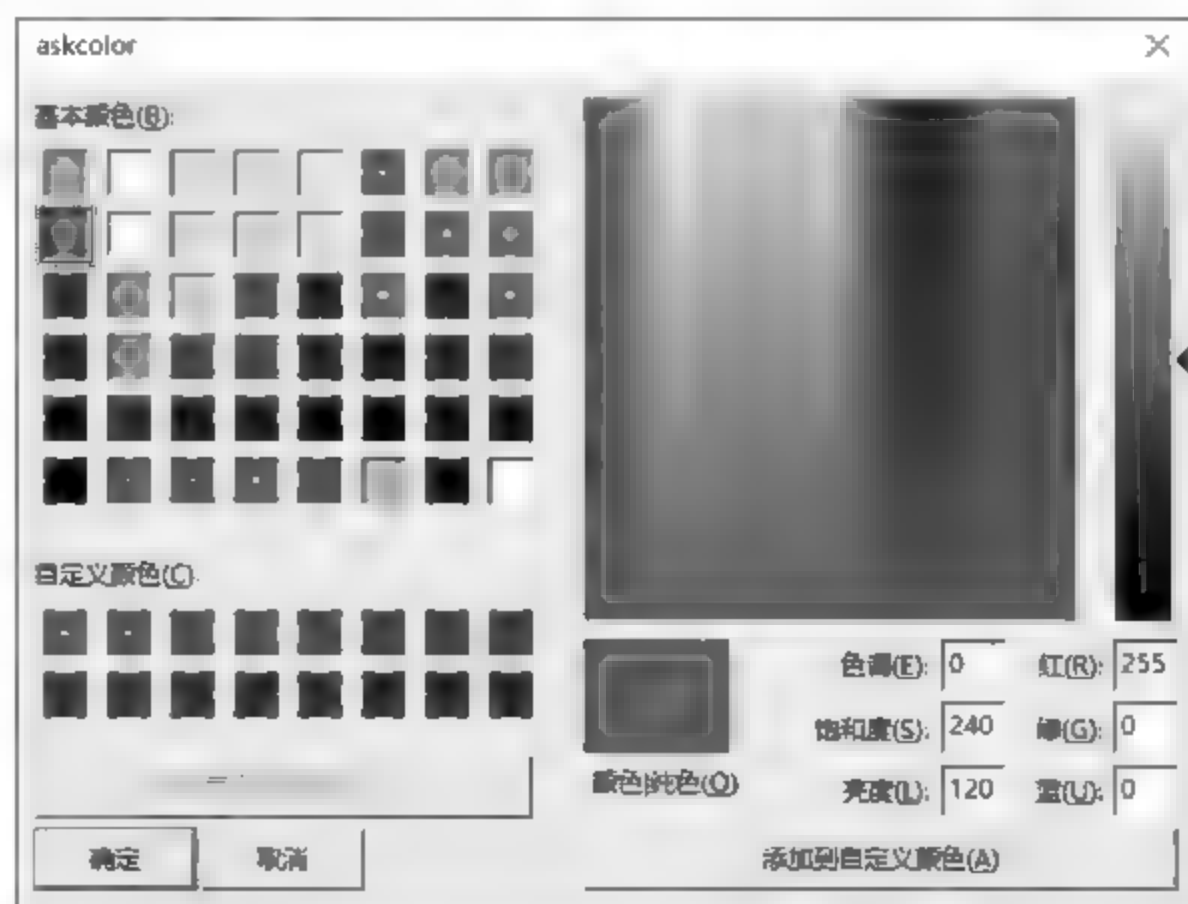 askcolor
基本颜色(B):
自定义颜色(C)
色调(E): 0 红(R): 255
饱和度(S): 240 绿(G): 0
颜色|纯色(O) 亮度(L): 120 蓝(U): 0
确定 取消 添加到自定义颜色(A)